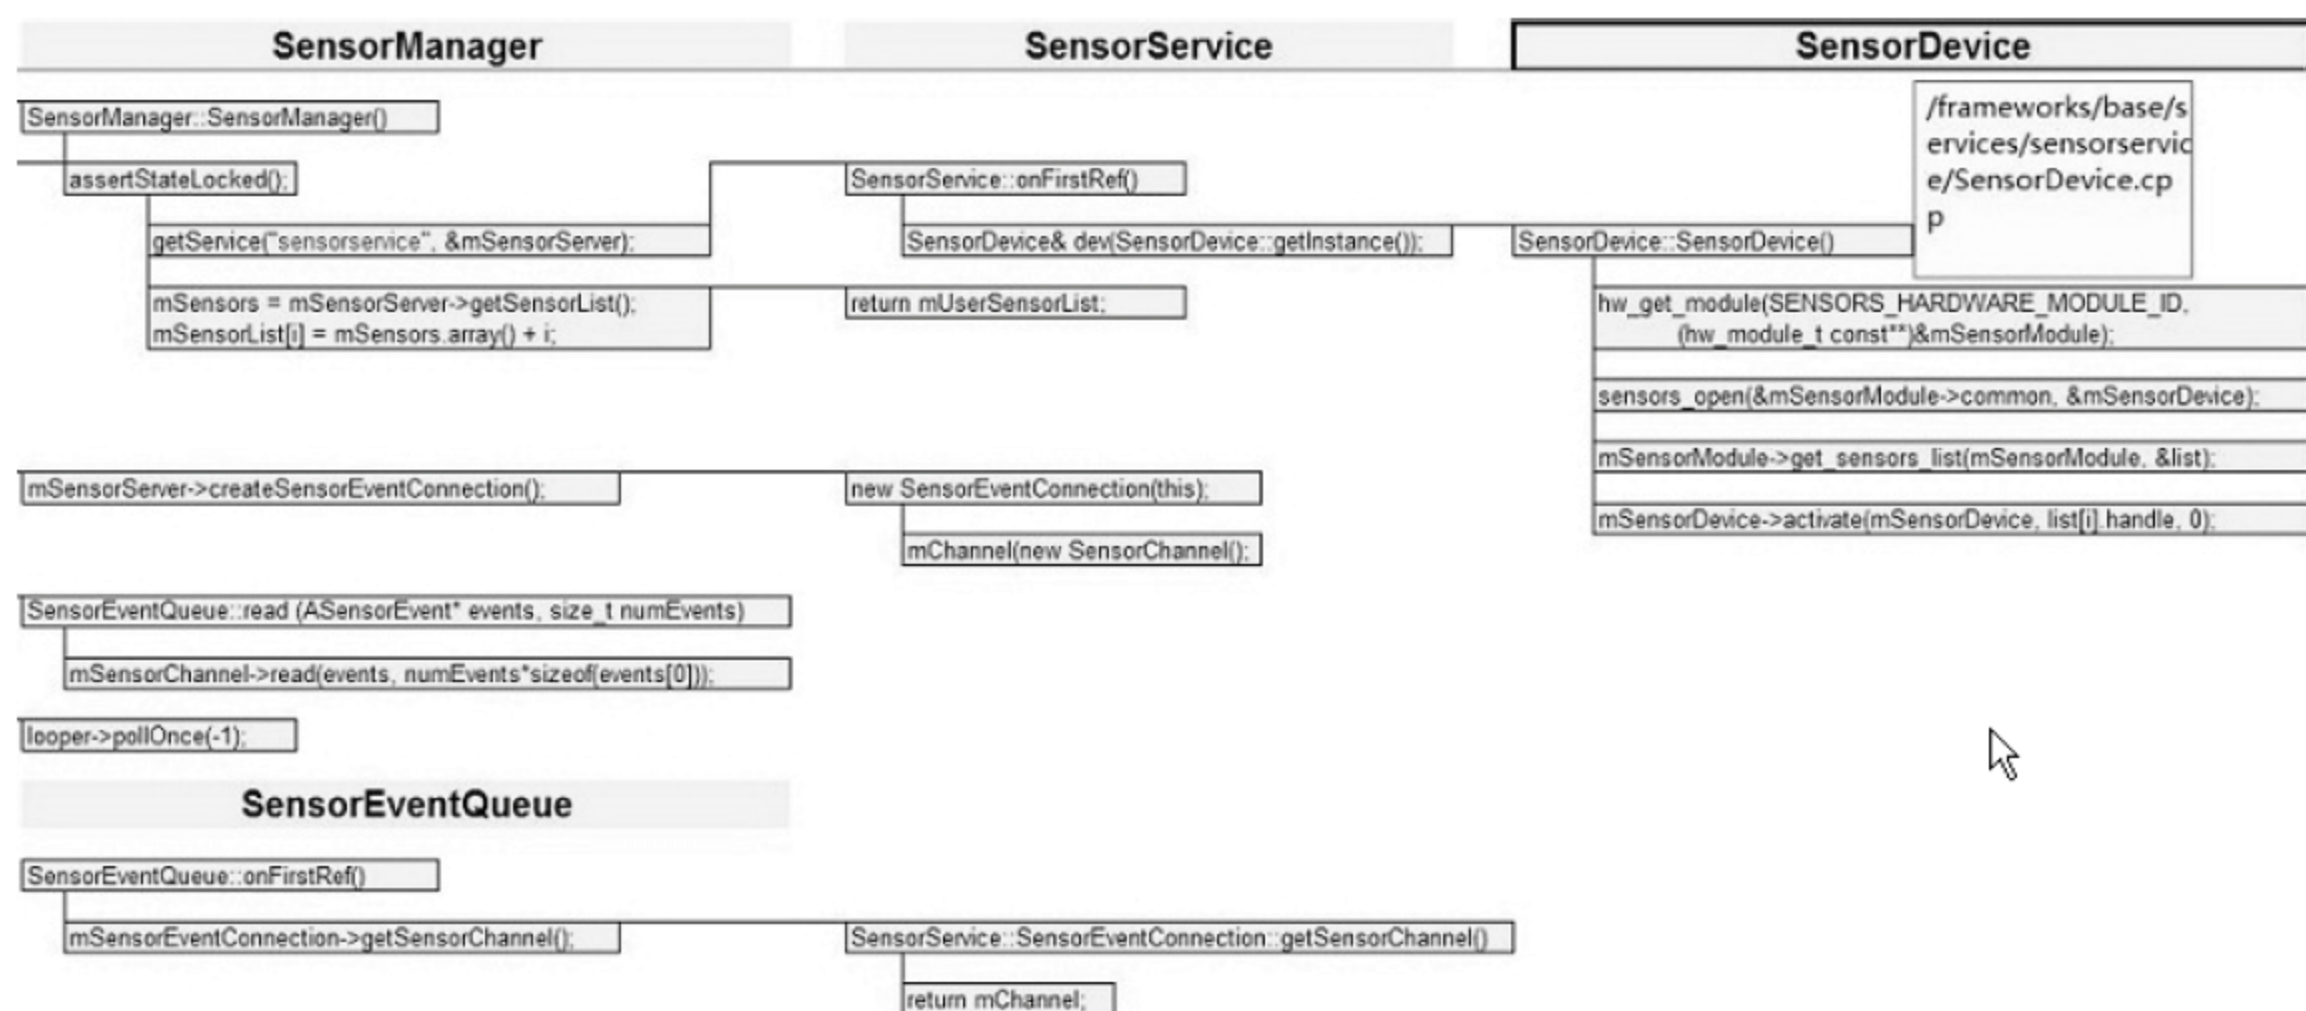 SensorManager
SensorService
SensorDevice
/frameworks/base/s
ervices/sensorservic
e/SensorDevice.cp
p
SensorManager::SensorManager()
assertStateLocked();
SensorService::onFirstRef()
getService("sensorservice", &mSensorServer);
SensorDevice& dev(SensorDevice::getInstance());
SensorDevice::SensorDevice()
mSensors = mSensorServer->getSensorList();
mSensorList[i] = mSensors.array() + i;
return mUserSensorList;
hw_get_module(SENSORS_HARDWARE_MODULE_ID,
(hw_module_t const**)&mSensorModule);
sensors_open(&mSensorModule->common, &mSensorDevice);
mSensorModule->get_sensors_list(mSensorModule, &list);
mSensorServer->createSensorEventConnection();
new SensorEventConnection(this);
mSensorDevice->activate(mSensorDevice, list[i].handle, 0);
mChannel(new SensorChannel();
SensorEventQueue::read (ASensorEvent* events, size_t numEvents)
mSensorChannel->read(events, numEvents*sizeof(events[0]));
looper->pollOnce(-1);
SensorEventQueue
SensorEventQueue::onFirstRef()
mSensorEventConnection->getSensorChannel();
SensorService::SensorEventConnection::getSensorChannel()
return mChannel;